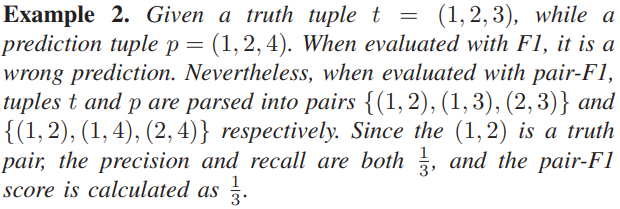 Example 2. Given a truth tuple t = (1, 2, 3), while a
prediction tuple p = (1, 2, 4). When evaluated with F1, it is a
wrong prediction. Nevertheless, when evaluated with pair-F1,
tuples t and p are parsed into pairs {(1, 2), (1, 3), (2, 3)} and
{(1, 2), (1, 4), (2, 4)} respectively. Since the (1, 2) is a truth
pair, the precision and recall are both 1/3, and the pair-F1
score is calculated as 1/3.